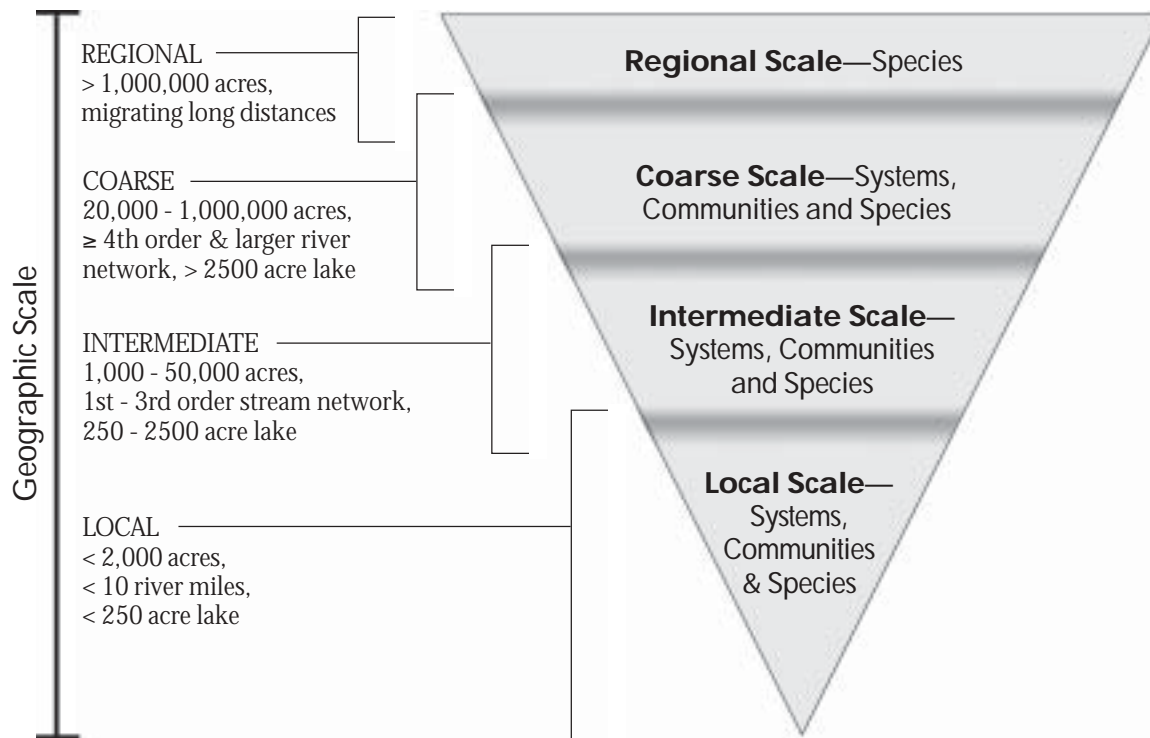 Geographic Scale
REGIONAL
> 1,000,000 acres,
migrating long distances
COARSE
20,000 - 1,000,000 acres,
≥ 4th order & larger river
network, > 2500 acre lake
INTERMEDIATE
1,000 - 50,000 acres,
1st - 3rd order stream network,
250 - 2500 acre lake
LOCAL
< 2,000 acres,
< 10 river miles,
< 250 acre lake
Regional Scale—Species
Coarse Scale—Systems,
Communities and Species
Intermediate Scale—
Systems, Communities
and Species
Local Scale—
Systems,
Communities
& Species